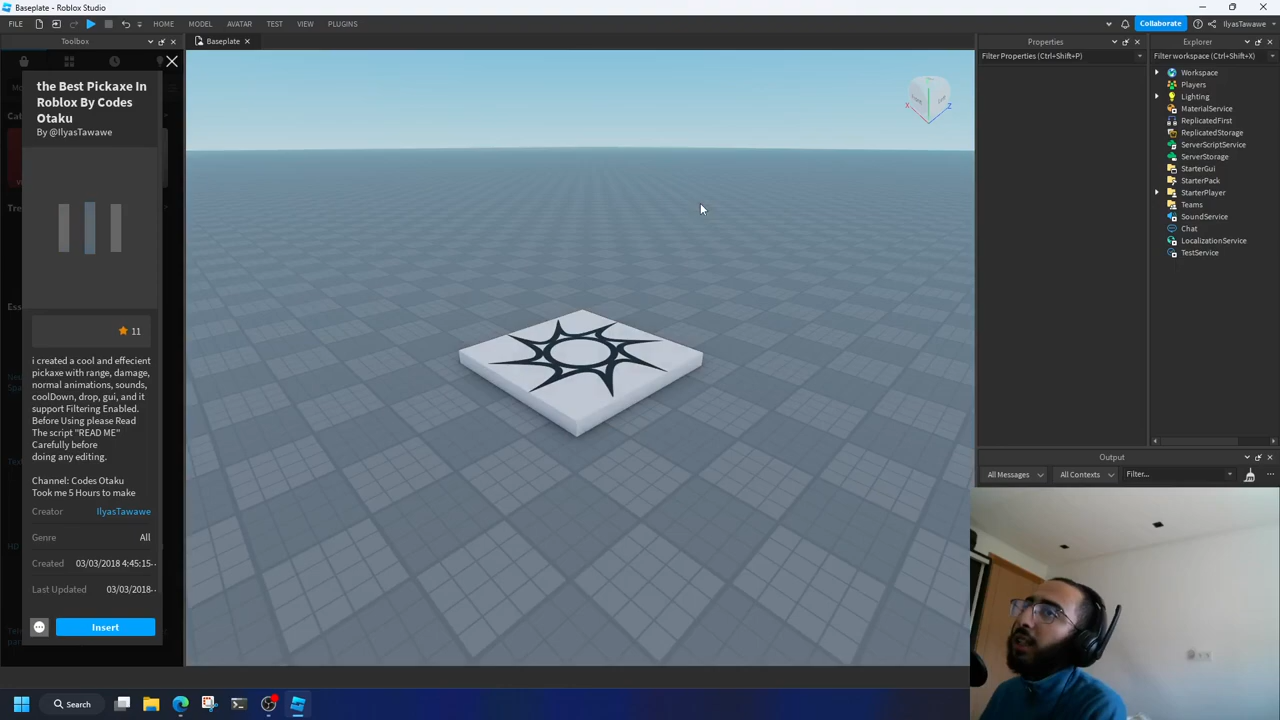 Baseplate - Roblox Studio
FILE HOME MODEL AVATAR TEST VIEW PLUGINS Collaborate IlyasTawawe
Toolbox
Baseplate
Properties
Explorer
Filter Properties (Ctrl+Shift+P)
Filter workspace (Ctrl+Shift+X)
the Best Pickaxe In
Roblox By Codes
Otaku
By @IlyasTawawe
11
i created a cool and effecient
pickaxe with range, damage,
normal animations, sounds,
coolDown, drop, gui, and it
support Filtering Enabled.
Before Using please Read
The script "READ ME"
Carefully before
doing any editing.
Channel: Codes Otaku
Took me 5 Hours to make
Creator IlyasTawawe
Genre All
Created 03/03/2018 4:45:15..
Last Updated 03/03/2018..
Insert
X Z
Workspace
Players
Lighting
MaterialService
ReplicatedFirst
ReplicatedStorage
ServerScriptService
ServerStorage
StarterGui
StarterPack
StarterPlayer
Teams
SoundService
Chat
LocalizationService
TestService
Output
All Messages All Contexts Filter...
Search